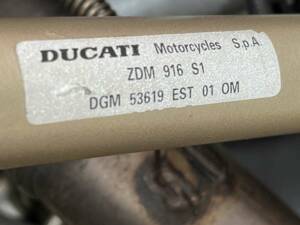 DUCATI Motorcycles S.p.A.
ZDM 916 S1
DGM 53619 EST 01 OM